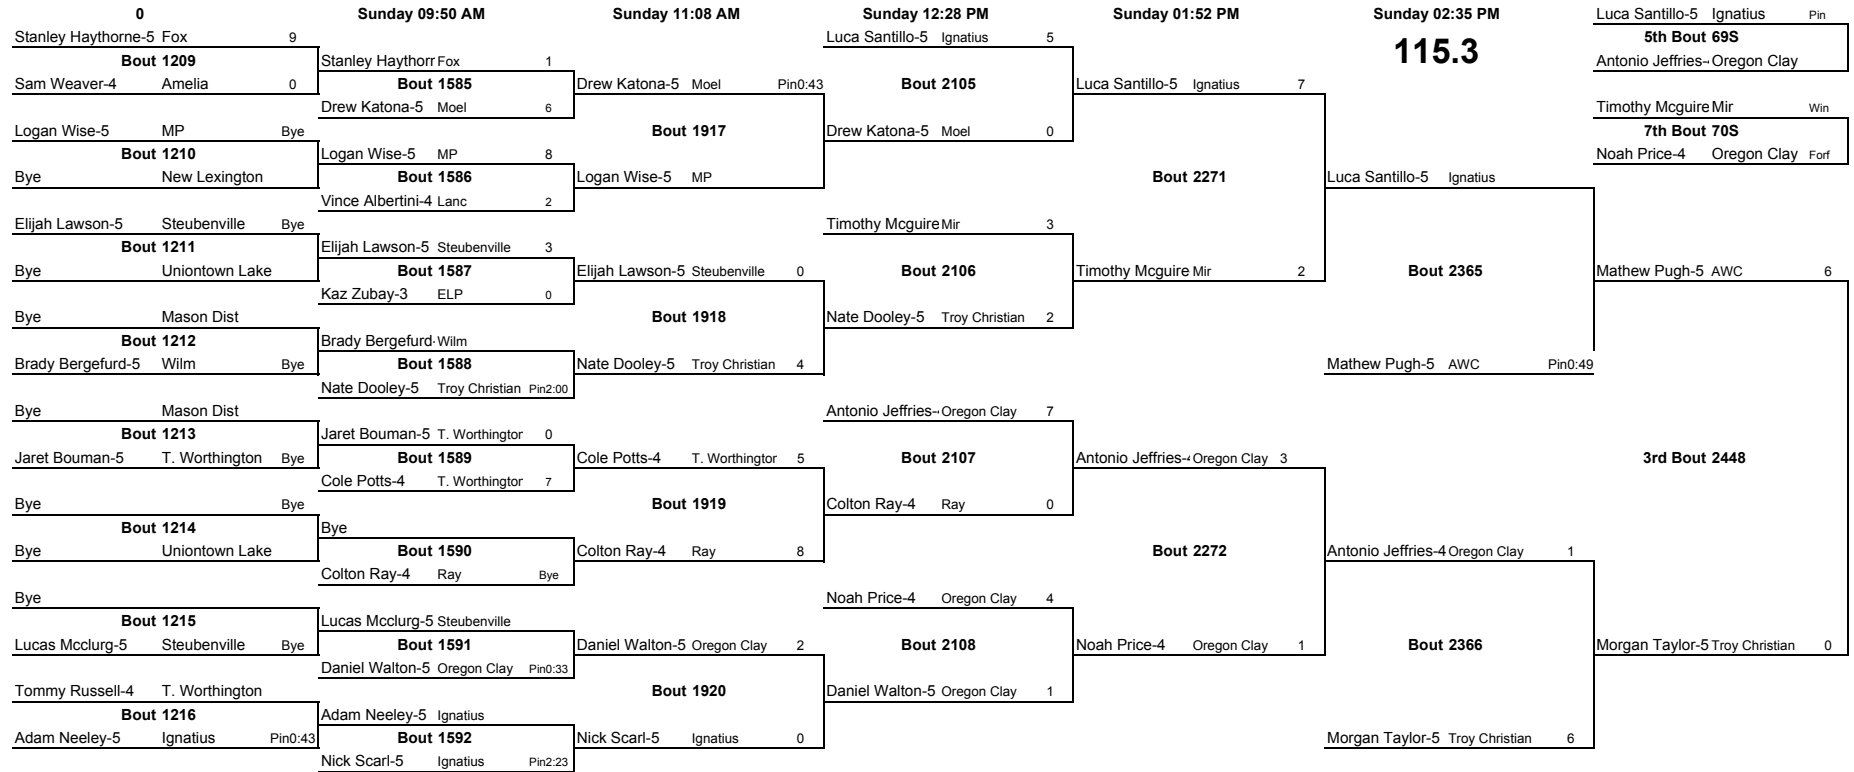 0 Sunday 09:50 AM Sunday 11:08 AM Sunday 12:28 PM Sunday 01:52 PM Sunday 02:35 PM Luca Santillo-5 Ignatius Pin
Stanley Haythorne-5 Fox 9 Luca Santillo-5 Ignatius 5 115.3 5th Bout 69S
Bout 1209 Stanley Haythorr Fox 1 Antonio Jeffries- Oregon Clay
Sam Weaver-4 Amelia 0 Bout 1585 Drew Katona-5 Moel Pin0:43 Bout 2105 Luca Santillo-5 Ignatius 7
Drew Katona-5 Moel 6 Timothy Mcguire Mir Win
Logan Wise-5 MP Bye Bout 1917 Drew Katona-5 Moel 0 7th Bout 70S
Bout 1210 Logan Wise-5 MP 8 Noah Price-4 Oregon Clay Forf
Bye New Lexington Bout 1586 Logan Wise-5 MP Bout 2271 Luca Santillo-5 Ignatius
Vince Albertini-4 Lanc 2
Elijah Lawson-5 Steubenville Bye Timothy Mcguire Mir 3
Bout 1211 Elijah Lawson-5 Steubenville 3
Bye Uniontown Lake Bout 1587 Elijah Lawson-5 Steubenville 0 Bout 2106 Timothy Mcguire Mir 2 Bout 2365 Mathew Pugh-5 AWC 6
Kaz Zubay-3 ELP 0
Bye Mason Dist Bout 1918 Nate Dooley-5 Troy Christian 2
Bout 1212 Brady Bergefurd- Wilm
Brady Bergefurd-5 Wilm Bye Bout 1588 Nate Dooley-5 Troy Christian 4 Mathew Pugh-5 AWC Pin0:49
Nate Dooley-5 Troy Christian Pin2:00
Bye Mason Dist Antonio Jeffries- Oregon Clay 7
Bout 1213 Jaret Bouman-5 T. Worthingtor 0
Jaret Bouman-5 T. Worthington Bye Bout 1589 Cole Potts-4 T. Worthingtor 5 Bout 2107 Antonio Jeffries-4 Oregon Clay 3 3rd Bout 2448
Cole Potts-4 T. Worthingtor 7
Bye Bye Bout 1919 Colton Ray-4 Ray 0
Bout 1214 Bye
Bye Uniontown Lake Bout 1590 Colton Ray-4 Ray 8 Bout 2272 Antonio Jeffries-4 Oregon Clay 1
Colton Ray-4 Ray Bye
Bye Noah Price-4 Oregon Clay 4
Bout 1215 Lucas Mcclurg-5 Steubenville
Lucas Mcclurg-5 Steubenville Bye Bout 1591 Daniel Walton-5 Oregon Clay 2 Bout 2108 Noah Price-4 Oregon Clay 1 Bout 2366 Morgan Taylor-5 Troy Christian 0
Daniel Walton-5 Oregon Clay Pin0:33
Tommy Russell-4 T. Worthington Bout 1920 Daniel Walton-5 Oregon Clay 1
Bout 1216 Adam Neeley-5 Ignatius
Adam Neeley-5 Ignatius Pin0:43 Bout 1592 Nick Scarl-5 Ignatius 0 Morgan Taylor-5 Troy Christian 6
Nick Scarl-5 Ignatius Pin2:23